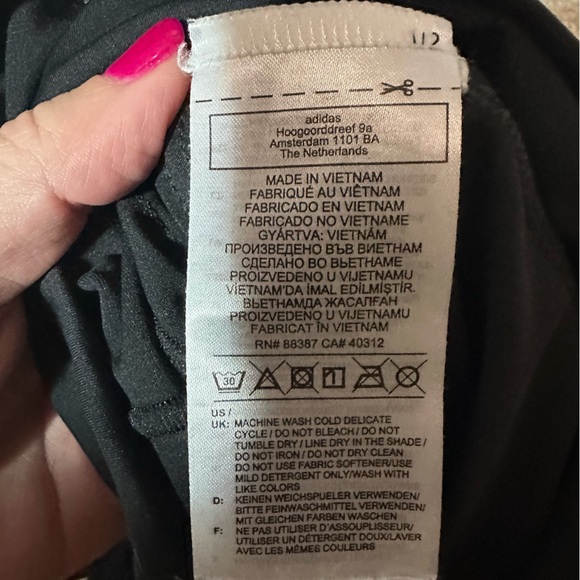 adidas
Hoogoorddreef 9a
Amsterdam 1101 BA
The Netherlands
MADE IN VIETNAM
FABRIQUÉ AU VIÊTNAM
FABRICADO EN VIETNAM
FABRICADO NO VIETNAME
GYÁRTVA: VIETNÁM
ПРОИЗВЕДЕНО ВЪВ ВИЕТНАМ
СДЕЛАНО ВО ВЬЕТНАМЕ
PROIZVEDENO U VIJETNAMU
VİETNAM'DA İMAL EDİLMİŞTİR.
ВЬЕТНАМДА ЖАСАЛҒАН
PROIZVEDENO U VIJETNAMU
FABRICAT ÎN VIETNAM
RN# 88387 CA# 40312
30
US /
UK: MACHINE WASH COLD DELICATE
CYCLE / DO NOT BLEACH / DO NOT
TUMBLE DRY / LINE DRY IN THE SHADE /
DO NOT IRON / DO NOT DRY CLEAN
DO NOT USE FABRIC SOFTENER/USE
MILD DETERGENT ONLY/WASH WITH
LIKE COLORS
D: KEINEN WEICHSPUELER VERWENDEN/
BITTE FEINWASCHMITTEL VERWENDEN/
MIT GLEICHEN FARBEN WASCHEN
F: NE PAS UTILISER D'ASSOUPLISSEUR/
UTILISER UN DÉTERGENT DOUX/LAVER
AVEC LES MÊMES COULEURS